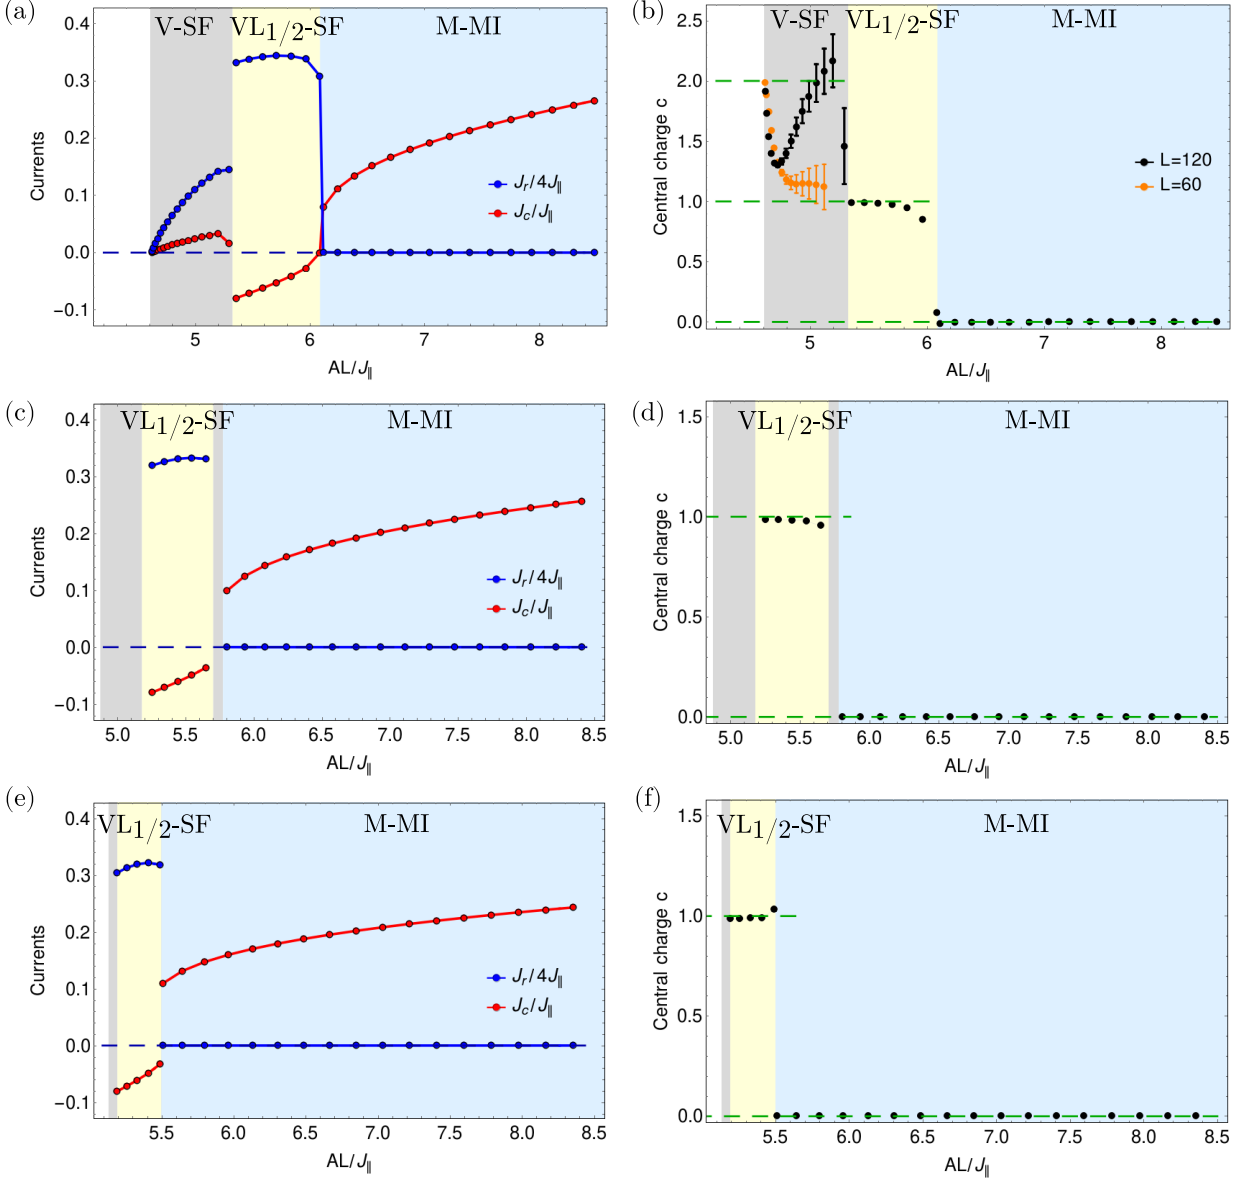 (a)
V-SF
VL1/2-SF
M-MI
0.4
0.3
0.2
0.1
0.0
−0.1
Currents
Jr/4J∥
Jc/J∥
5
6
7
8
AL/J∥
(b)
V-SF
VL1/2-SF
M-MI
2.5
2.0
1.5
1.0
0.5
0.0
Central charge c
L=120
L=60
5
6
7
8
AL/J∥
(c)
VL1/2-SF
M-MI
0.4
0.3
0.2
0.1
0.0
−0.1
Currents
Jr/4J∥
Jc/J∥
5.0
5.5
6.0
6.5
7.0
7.5
8.0
8.5
AL/J∥
(d)
VL1/2-SF
M-MI
1.5
1.0
0.5
0.0
Central charge c
5.0
5.5
6.0
6.5
7.0
7.5
8.0
8.5
AL/J∥
(e)
VL1/2-SF
M-MI
0.4
0.3
0.2
0.1
0.0
−0.1
Currents
Jr/4J∥
Jc/J∥
5.5
6.0
6.5
7.0
7.5
8.0
8.5
AL/J∥
(f)
VL1/2-SF
M-MI
1.5
1.0
0.5
0.0
Central charge c
5.5
6.0
6.5
7.0
7.5
8.0
8.5
AL/J∥